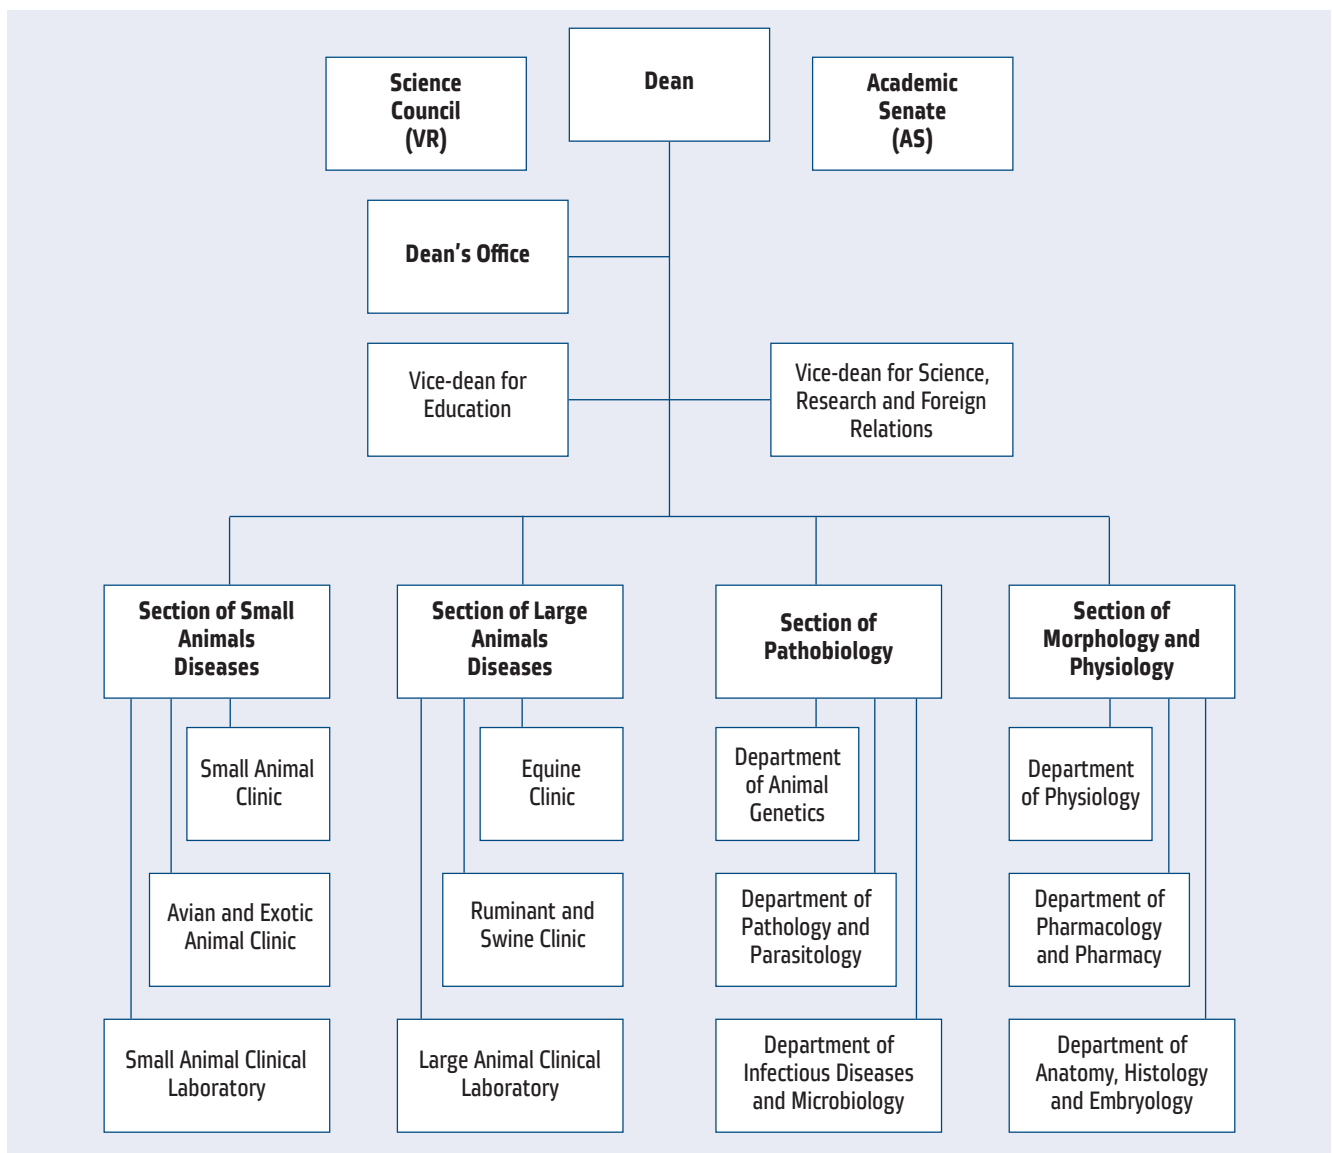 Science
Council
(VR)
Dean
Academic
Senate
(AS)
Dean’s Office
Vice-dean for
Education
Vice-dean for Science,
Research and Foreign
Relations
Section of Small
Animals
Diseases
Section of Large
Animals
Diseases
Section of
Pathobiology
Section of
Morphology and
Physiology
Small Animal
Clinic
Equine
Clinic
Department
of Animal
Genetics
Department
of Physiology
Avian and Exotic
Animal Clinic
Ruminant and
Swine Clinic
Department of
Pathology and
Parasitology
Department of
Pharmacology
and Pharmacy
Small Animal Clinical
Laboratory
Large Animal Clinical
Laboratory
Department of
Infectious Diseases
and Microbiology
Department of
Anatomy, Histology
and Embryology